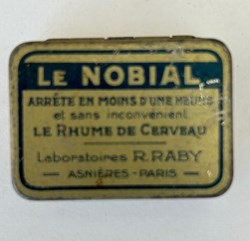 LE NOBIAL
ARRÊTE EN MOINS D'UNE HEURE
et sans inconvénient
LE RHUME DE CERVEAU
Laboratoires R. RABY
ASNIÈRES - PARIS